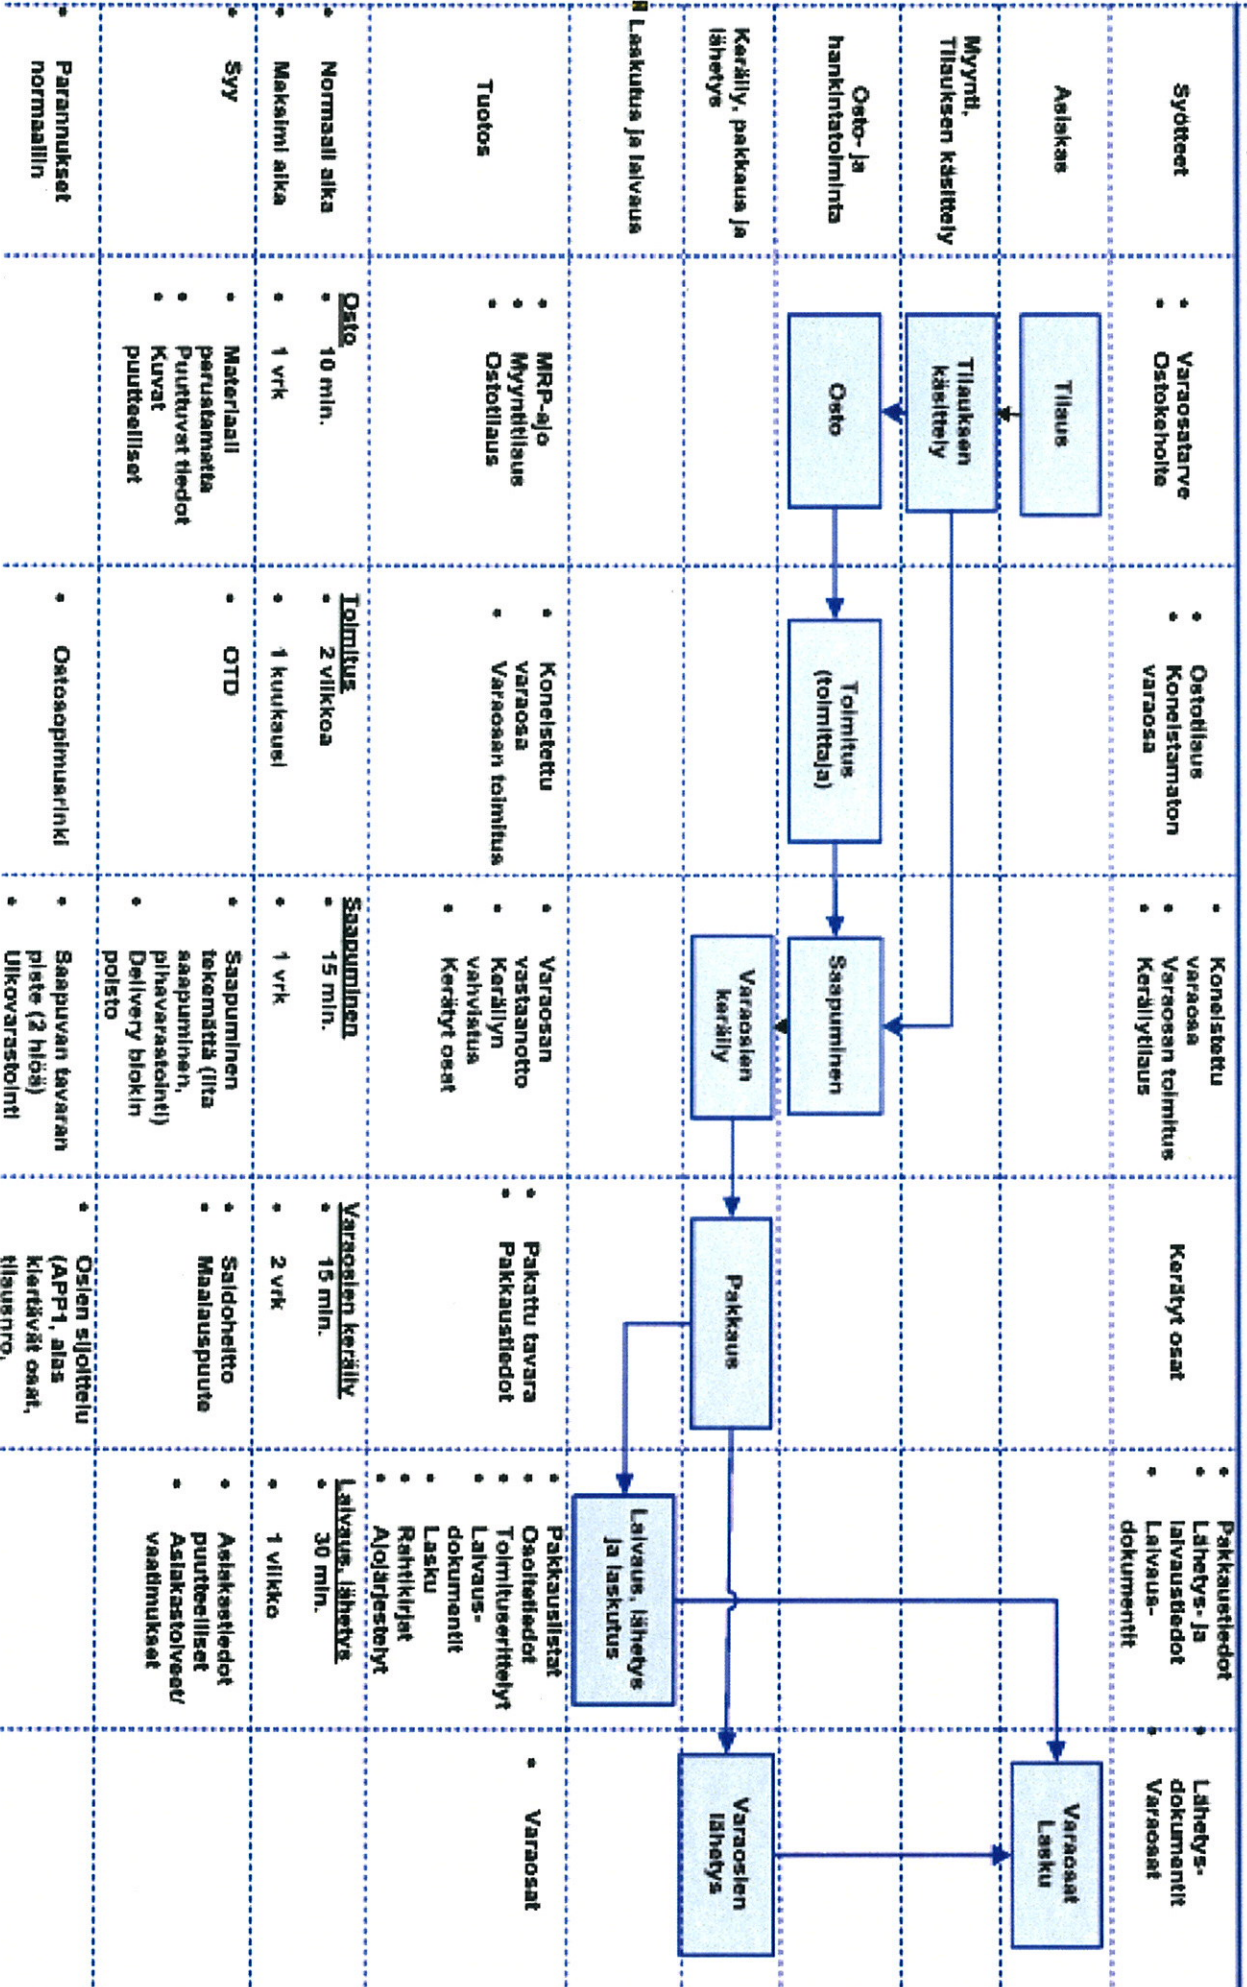 Syötteet
Varaosatarve
Ostokehoite
Ostotilaus
Koneistamaton
varaosa
Koneistettu
varaosa
Varaosan toimitus
Keräilytilaus
Kerätyt osat
Pakkaustiedot
Lähetys- ja
laivaustiedot
Laivaus-
dokumentit
Lähetys-
dokumentit
Varaosat
Asiakas
Tilaus
Varaosat
Lasku
Myynti,
Tilauksen käsittely
Tilauksen
käsittely
Osto- ja
hankintatoiminta
Osto
Toimitus
(toimittaja)
Saapuminen
Keräily, pakkaus ja
lähetys
Varaosien
keräily
Pakkaus
Varaosien
lähetys
Laskutus ja laivaus
Laivaus, lähetys
ja laskutus
Tuotos
MRP-ajo
Myyntitilaus
Ostotilaus
Koneistettu
varaosa
Varaosan toimitus
Varaosan
vastaanotto
Keräilyn
vahvistus
Kerätyt osat
Pakattu tavara
Pakkaustiedot
Pakkauslistat
Osoitetiedot
Toimituserittelyt
Laivaus-
dokumentit
Lasku
Rahtikirjat
Ajojärjestelyt
Varaosat
Normaali aika
Osto
10 min.
Toimitus
2 viikkoa
Saapuminen
15 min.
Varaosien keräily
15 min.
Laivaus, lähetys
30 min.
Maksimi aika
1 vrk
1 kuukausi
1 vrk
2 vrk
1 viikko
Syy
Materiaali
perustamatta
Puuttuvat tiedot
Kuvat
puutteelliset
OTD
Saapuminen
tekemättä (ilta
saapuminen,
pihavarastointi)
Delivery blokin
poisto
Saldoheitto
Maalauspuute
Asiakastiedot
puutteelliset
Asiakastoiveet/
vaatimukset
Parannukset
normaaliin
Ostosopimusrinki
Saapuvan tavaran
piste (2 hlöä)
Ulkovarastointi
Osien sijoittelu
(APP1, alas
kiertävät osat,
tilausnro,